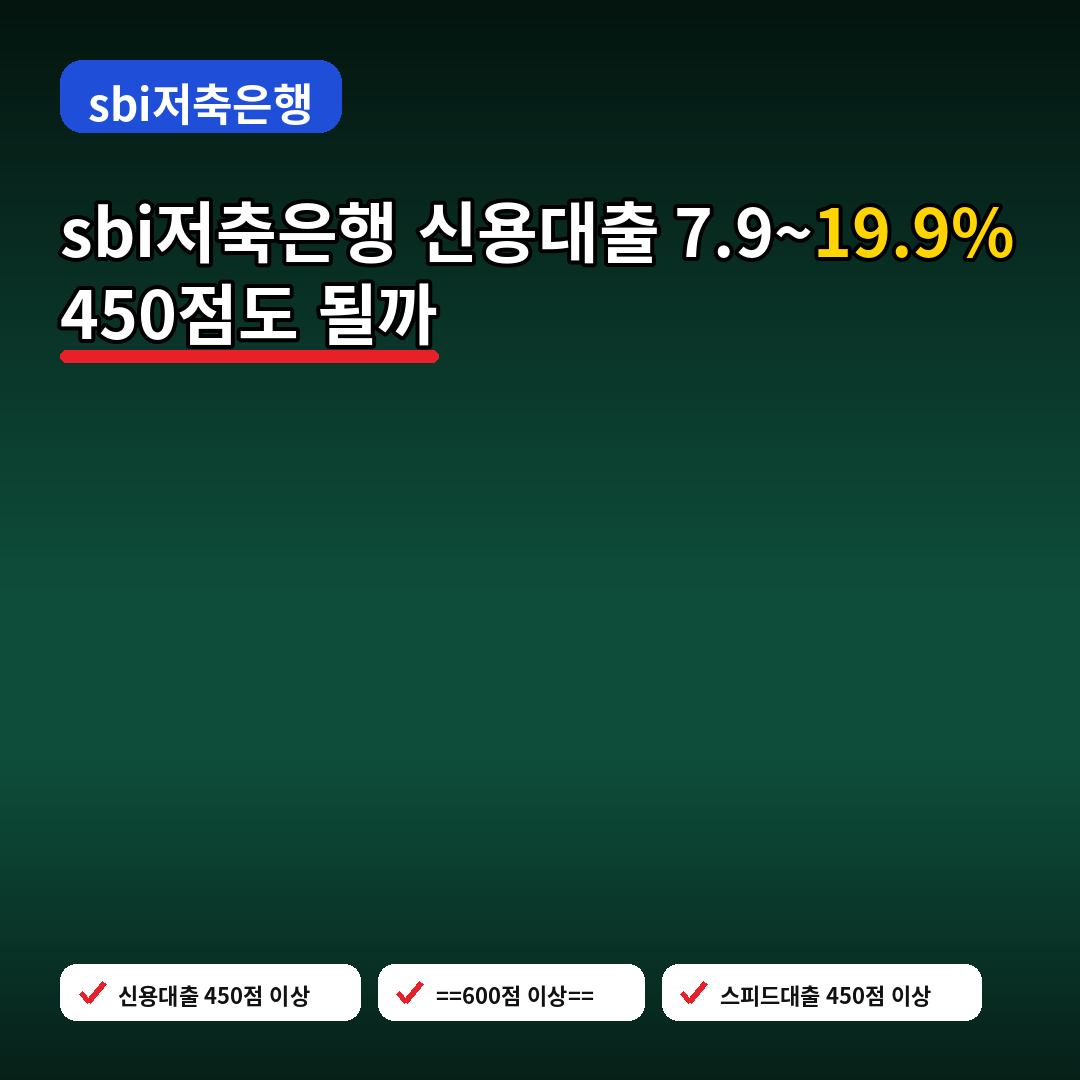 sbi저축은행
sbi저축은행 신용대출 7.9~19.9%
450점도 될까
신용대출 450점 이상
==600점 이상==
스피드대출 450점 이상